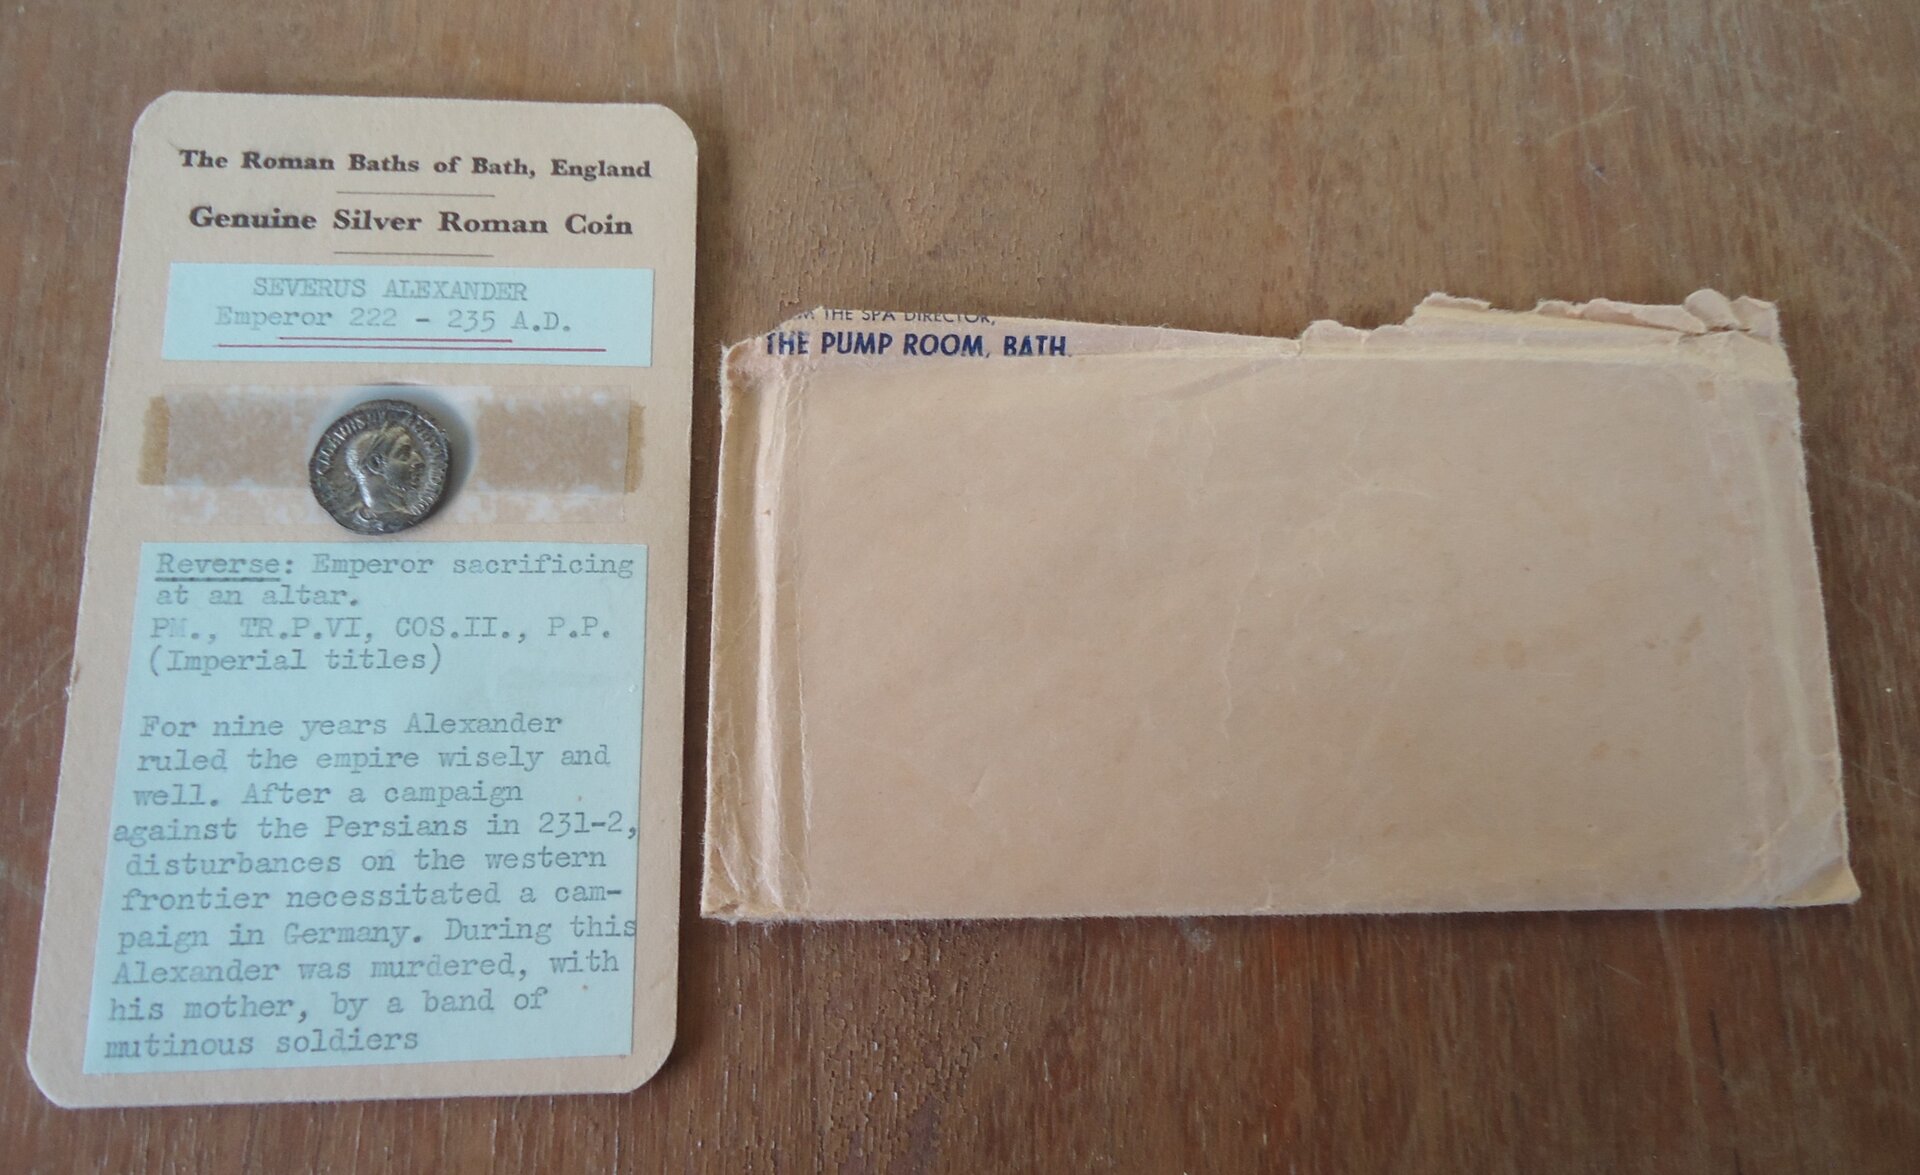 The Roman Baths of Bath, England
Genuine Silver Roman Coin
SEVERUS ALEXANDER
Emperor 222 - 235 A.D.
Reverse: Emperor sacrificing
at an altar.
PM., TR.P.VI, COS.II., P.P.
(Imperial titles)
For nine years Alexander
ruled the empire wisely and
well. After a campaign
against the Persians in 231-2,
disturbances on the western
frontier necessitated a cam-
paign in Germany. During this
Alexander was murdered, with
his mother, by a band of
mutinous soldiers
THE SPA DIRECTOR,
THE PUMP ROOM, BATH.